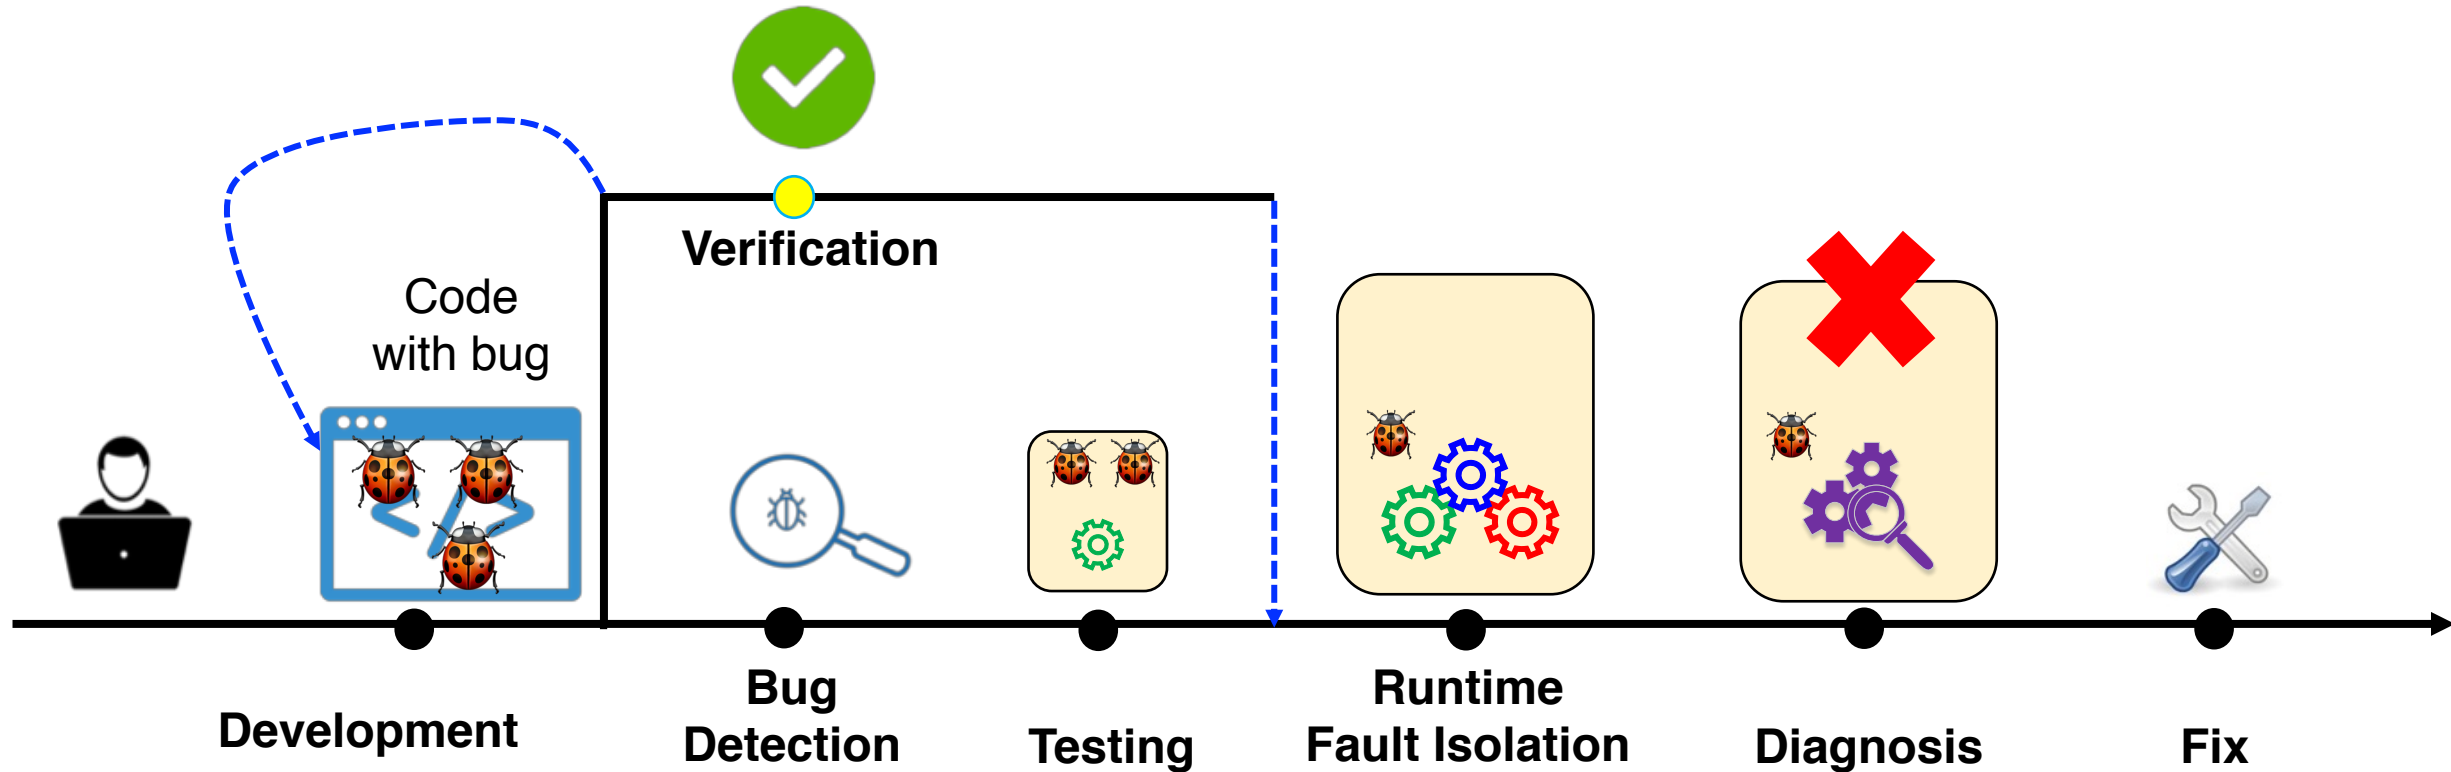 Verification
Code
with bug
Development
Bug
Detection
Testing
Runtime
Fault Isolation
Diagnosis
Fix